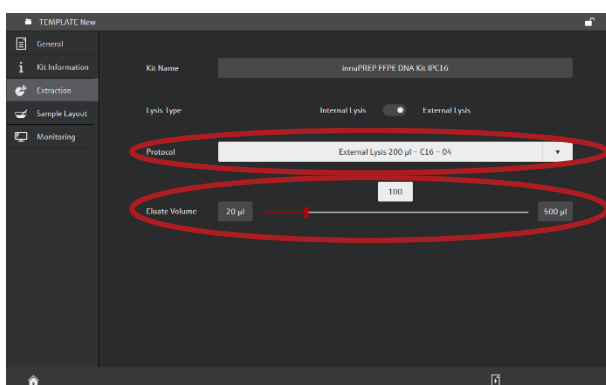 TEMPLATE New
General
Kit Information
Extraction
Sample Layout
Monitoring
Kit Name innuPREP FFPE DNA Kit IPC16
Lysis Type Internal Lysis External Lysis
Protocol External Lysis 200 µl – C16 – 04
100
Eluate Volume 20 µl 500 µl